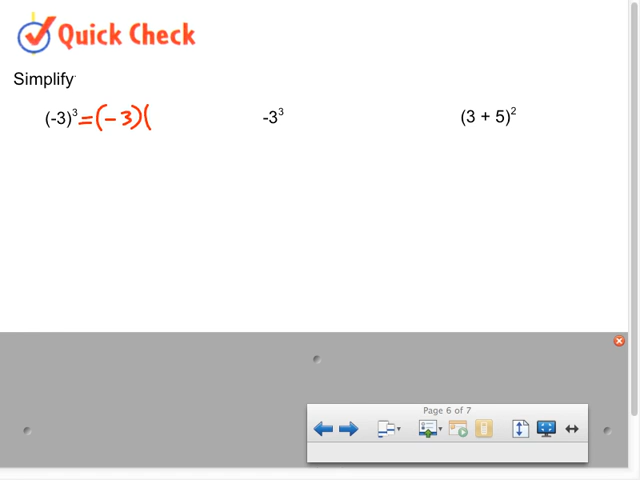 Quick Check
Simplify
(-3)³ = (-3)( -3³ (3 + 5)²
Page 6 of 7